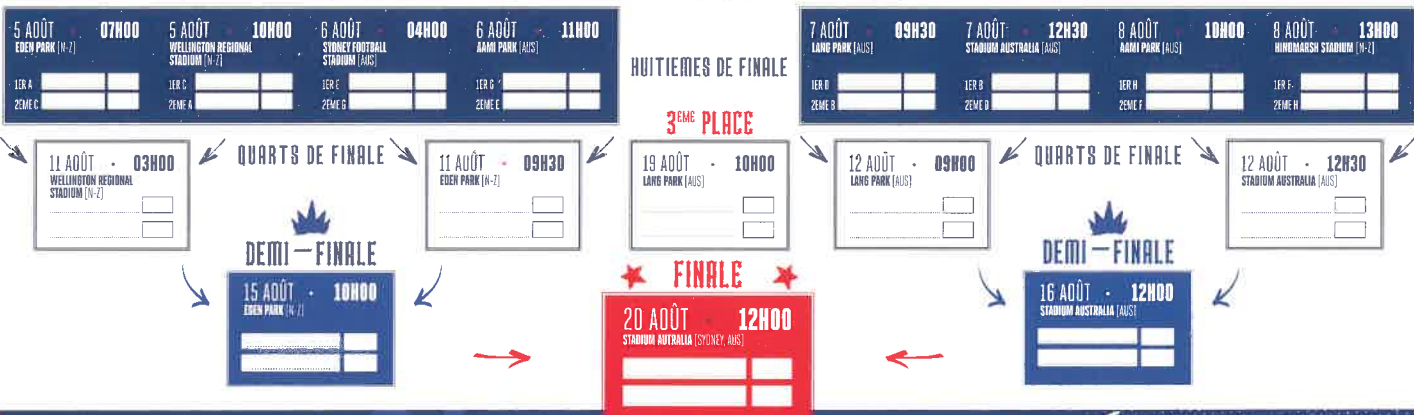 5 AOÛT · 07H00
EDEN PARK [N-Z]
1ER A
2EME C
5 AOÛT · 10H00
WELLINGTON REGIONAL
STADIUM [N-Z]
1ER C
2EME A
6 AOÛT · 04H00
SYDNEY FOOTBALL
STADIUM [AUS]
1ER E
2EME G
6 AOÛT · 11H00
AAMI PARK [AUS]
1ER G
2EME E
HUITIEMES DE FINALE
7 AOÛT · 09H30
LANG PARK [AUS]
1ER D
2EME B
7 AOÛT · 12H30
STADIUM AUSTRALIA [AUS]
1ER B
2EME D
8 AOÛT · 10H00
AAMI PARK [AUS]
1ER H
2EME F
8 AOÛT · 13H00
HINDMARSH STADIUM [N-Z]
1ER F
2EME H
11 AOÛT · 03H00
WELLINGTON REGIONAL
STADIUM [N-Z]
QUARTS DE FINALE
11 AOÛT · 09H30
EDEN PARK [N-Z]
3EME PLACE
19 AOÛT · 10H00
LANG PARK [AUS]
12 AOÛT · 09H00
LANG PARK [AUS]
QUARTS DE FINALE
12 AOÛT · 12H30
STADIUM AUSTRALIA [AUS]
DEMI – FINALE
15 AOÛT · 10H00
EDEN PARK [N-Z]
FINALE
20 AOÛT · 12H00
STADIUM AUTRALIA [SYDNEY, AUS]
DEMI – FINALE
16 AOÛT · 12H00
STADIUM AUSTRALIA [AUS]